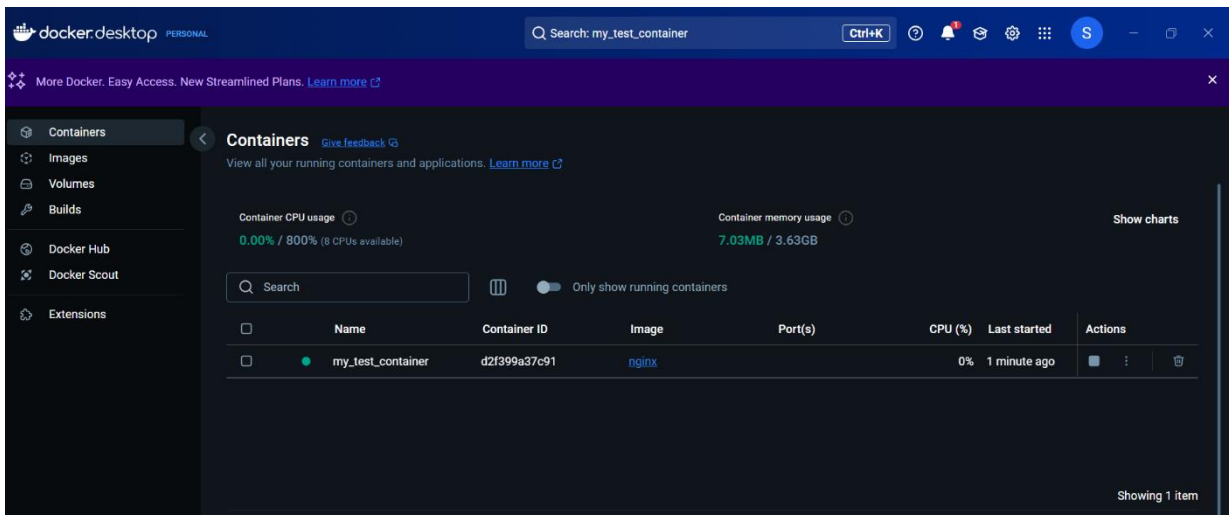 docker.desktop PERSONAL Search: my_test_container Ctrl+K 1 S
More Docker. Easy Access. New Streamlined Plans. Learn more
Containers
Images
Volumes
Builds
Docker Hub
Docker Scout
Extensions
Containers Give feedback
View all your running containers and applications. Learn more
Container CPU usage
0.00% / 800% (8 CPUs available)
Container memory usage
7.03MB / 3.63GB
Show charts
Search Only show running containers
Name Container ID Image Port(s) CPU (%) Last started Actions
my_test_container d2f399a37c91 nginx 0% 1 minute ago
Showing 1 item